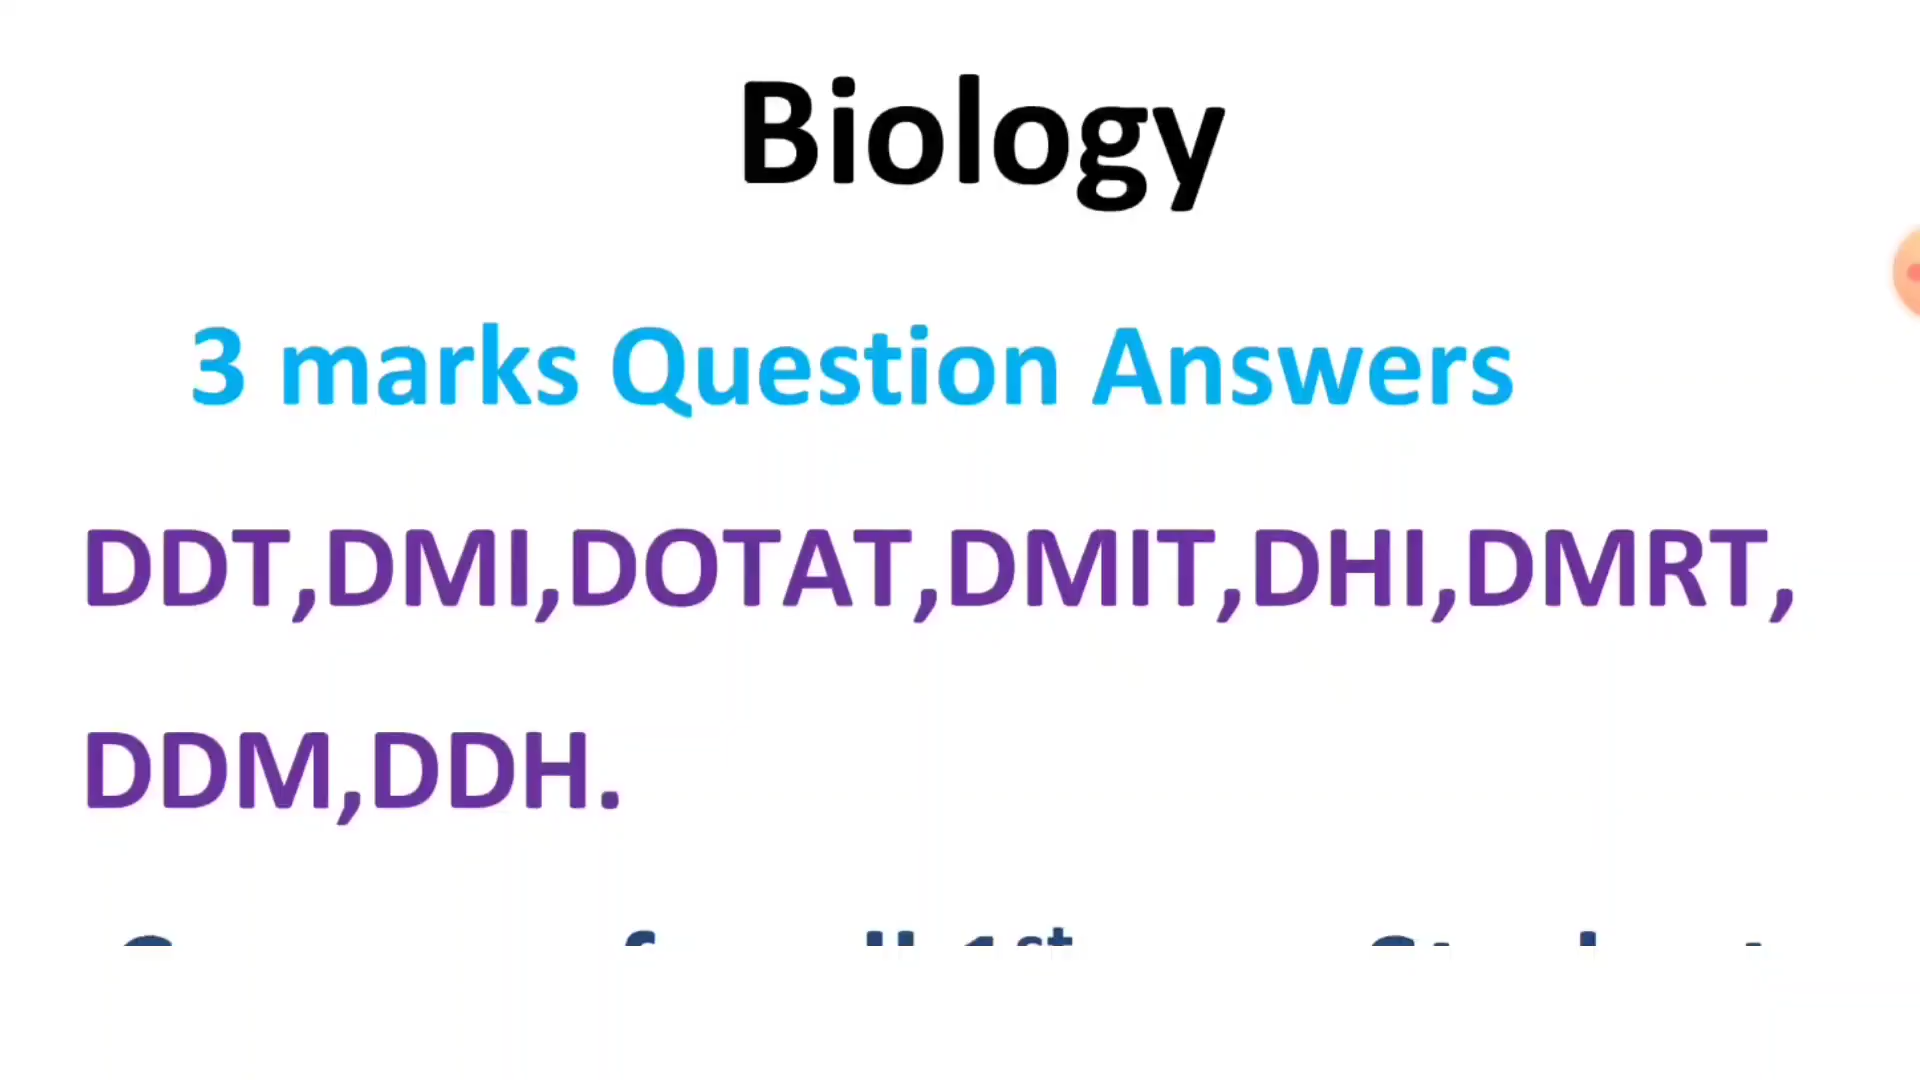 Biology
3 marks Question Answers
DDT,DMI,DOTAT,DMIT,DHI,DMRT,
DDM,DDH.